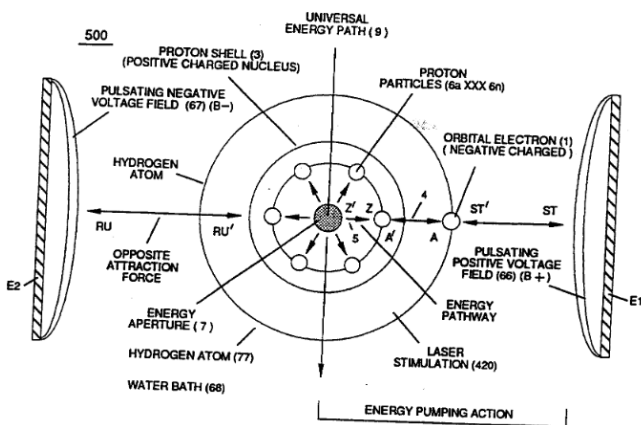 500
UNIVERSAL
ENERGY PATH (9)
PROTON SHELL (3)
(POSITIVE CHARGED NUCLEUS)
PROTON
PARTICLES (6a XXX 6n)
PULSATING NEGATIVE
VOLTAGE FIELD (67) (B-)
ORBITAL ELECTRON (1)
( NEGATIVE CHARGED)
HYDROGEN
ATOM
4
Z' Z
ST' ST
RU RU'
5
A' A
OPPOSITE
ATTRACTION
FORCE
PULSATING
POSITIVE VOLTAGE
FIELD (66) (B +)
E2
E1
ENERGY
APERTURE ( 7 )
ENERGY
PATHWAY
HYDROGEN ATOM (77)
LASER
STIMULATION (420)
WATER BATH (68)
ENERGY PUMPING ACTION